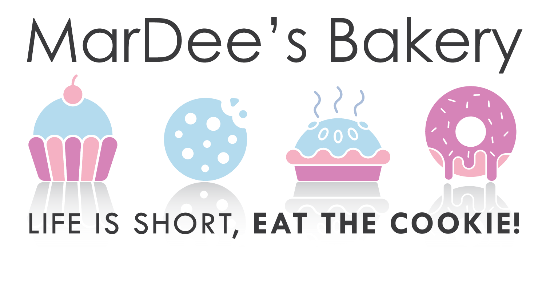 MarDee's Bakery
LIFE IS SHORT, EAT THE COOKIE!